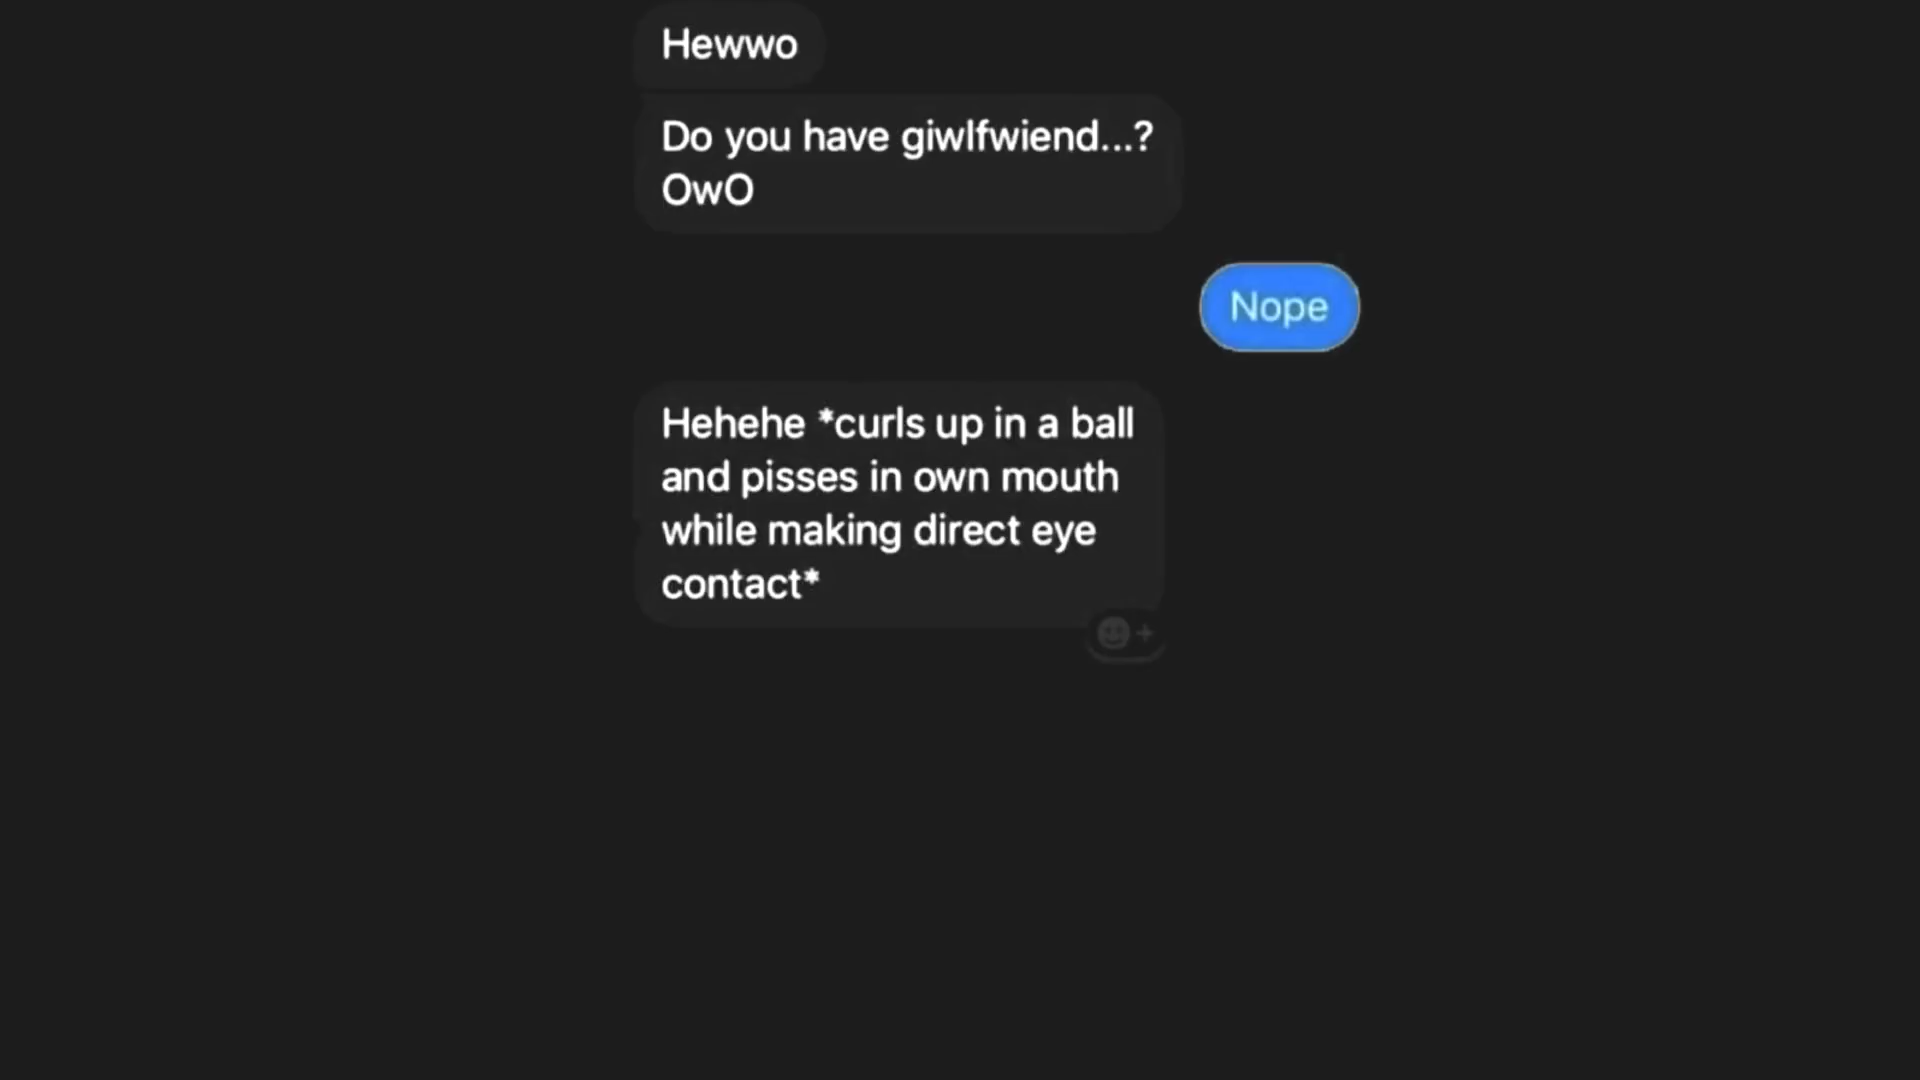 Hewwo
Do you have giwlfwiend...?
OwO
Nope
Hehehe *curls up in a ball
and pisses in own mouth
while making direct eye
contact*